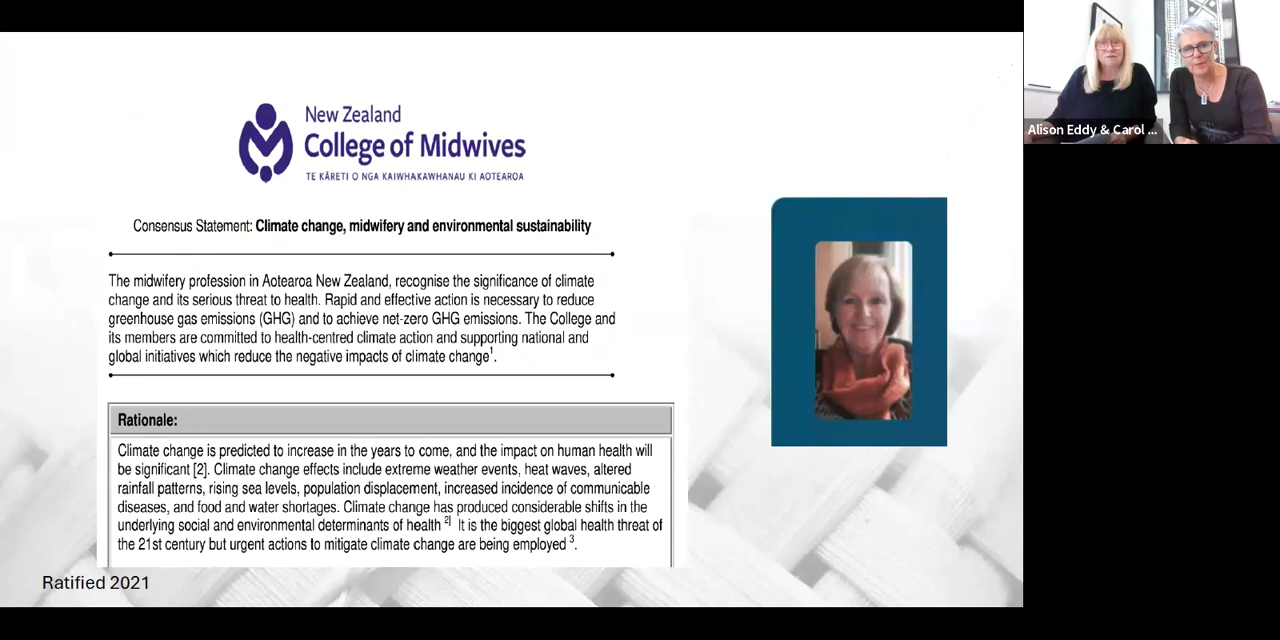 New Zealand
College of Midwives
TE KĀRETI O NGA KAIWHAKAWHANAU KI AOTEAROA
Consensus Statement: Climate change, midwifery and environmental sustainability
The midwifery profession in Aotearoa New Zealand, recognise the significance of climate
change and its serious threat to health. Rapid and effective action is necessary to reduce
greenhouse gas emissions (GHG) and to achieve net-zero GHG emissions. The College and
its members are committed to health-centred climate action and supporting national and
global initiatives which reduce the negative impacts of climate change1.
Rationale:
Climate change is predicted to increase in the years to come, and the impact on human health will
be significant [2]. Climate change effects include extreme weather events, heat waves, altered
rainfall patterns, rising sea levels, population displacement, increased incidence of communicable
diseases, and food and water shortages. Climate change has produced considerable shifts in the
underlying social and environmental determinants of health 2] It is the biggest global health threat of
the 21st century but urgent actions to mitigate climate change are being employed 3.
Ratified 2021
Alison Eddy & Carol ...